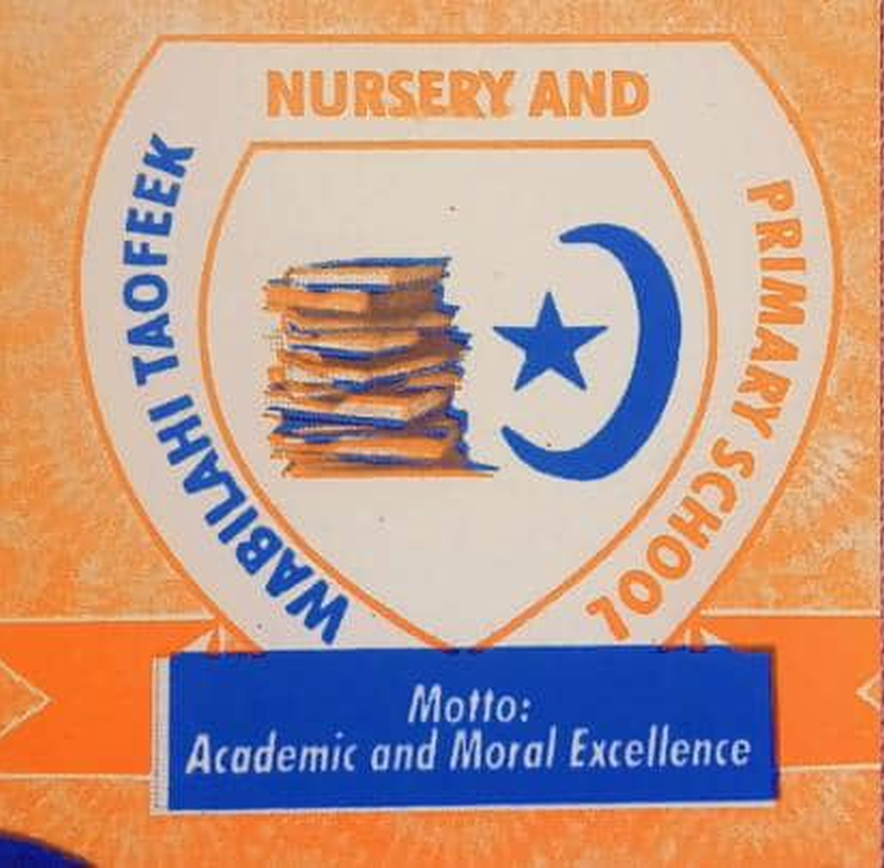 WABILAHI TAOFEEK
NURSERY AND
PRIMARY SCHOOL
Motto:
Academic and Moral Excellence